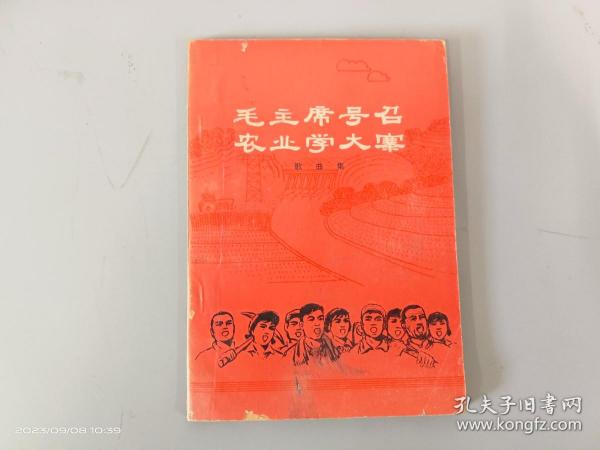 毛主席号召
农业学大寨
歌曲集
2023/09/08 10:39
孔夫子旧书网
www.kongfz.com